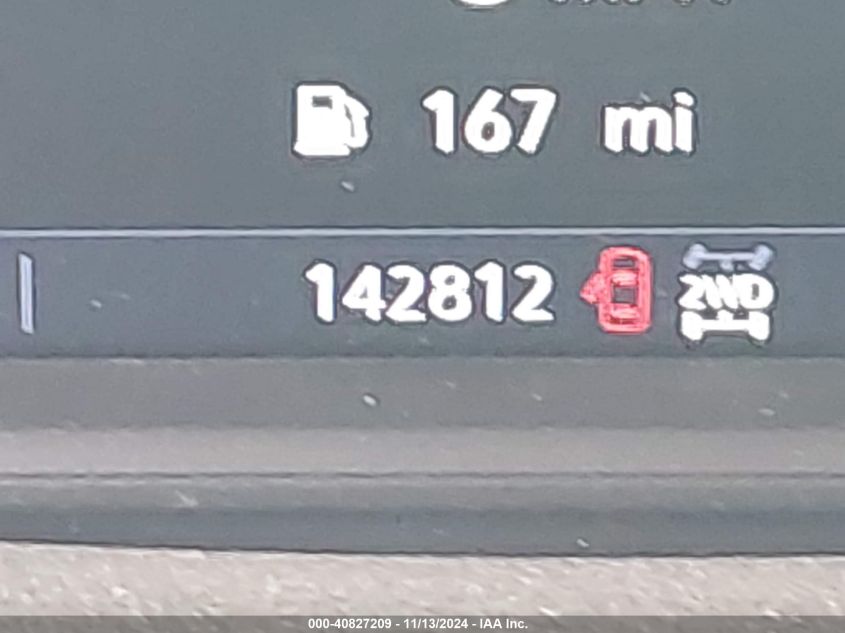 167 mi
142812 2WD
000-40827209 - 11/13/2024 - IAA Inc.